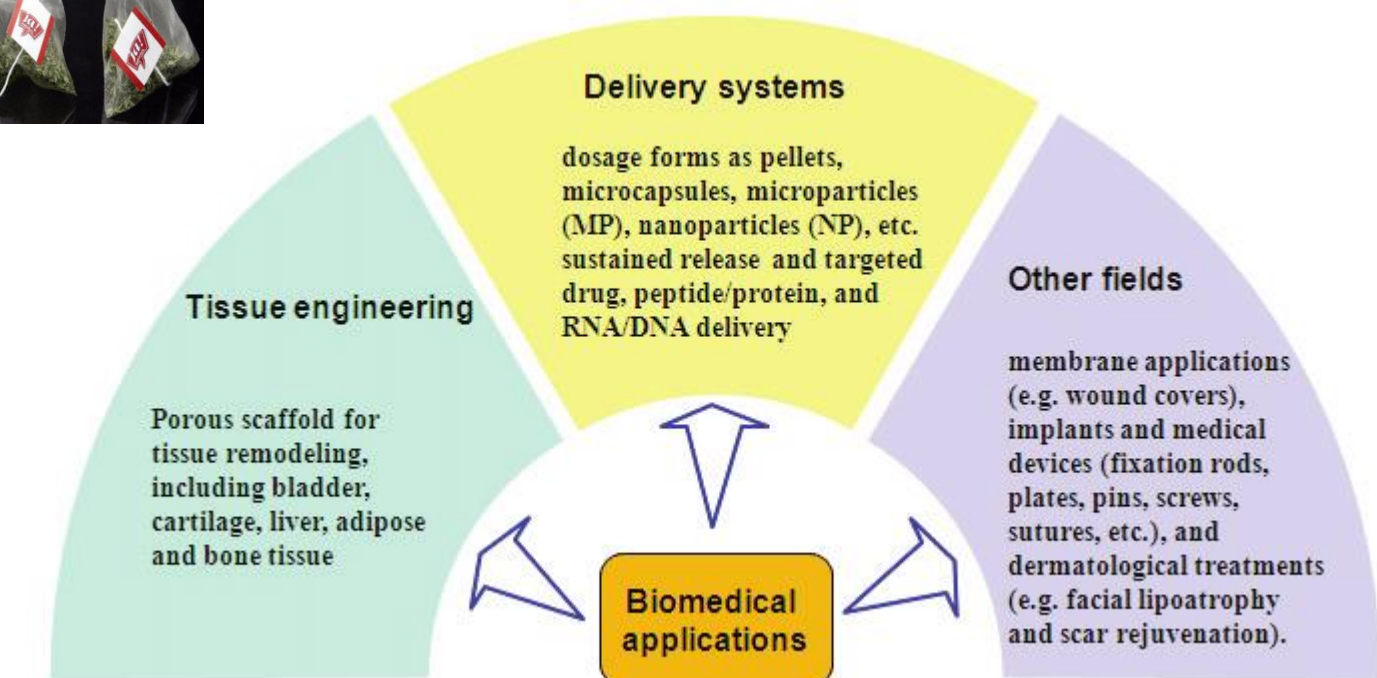 Delivery systems
dosage forms as pellets,
microcapsules, microparticles
(MP), nanoparticles (NP), etc.
sustained release and targeted
drug, peptide/protein, and
RNA/DNA delivery
Tissue engineering
Porous scaffold for
tissue remodeling,
including bladder,
cartilage, liver, adipose
and bone tissue
Other fields
membrane applications
(e.g. wound covers),
implants and medical
devices (fixation rods,
plates, pins, screws,
sutures, etc.), and
dermatological treatments
(e.g. facial lipoatrophy
and scar rejuvenation).
Biomedical
applications